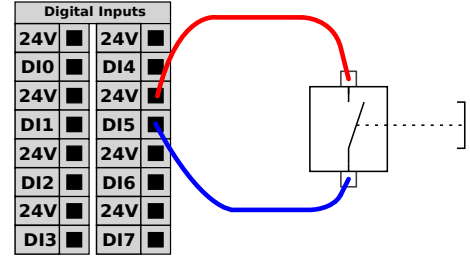 Digital Inputs
24V 24V
DI0 DI4
24V 24V
DI1 DI5
24V 24V
DI2 DI6
24V 24V
DI3 DI7